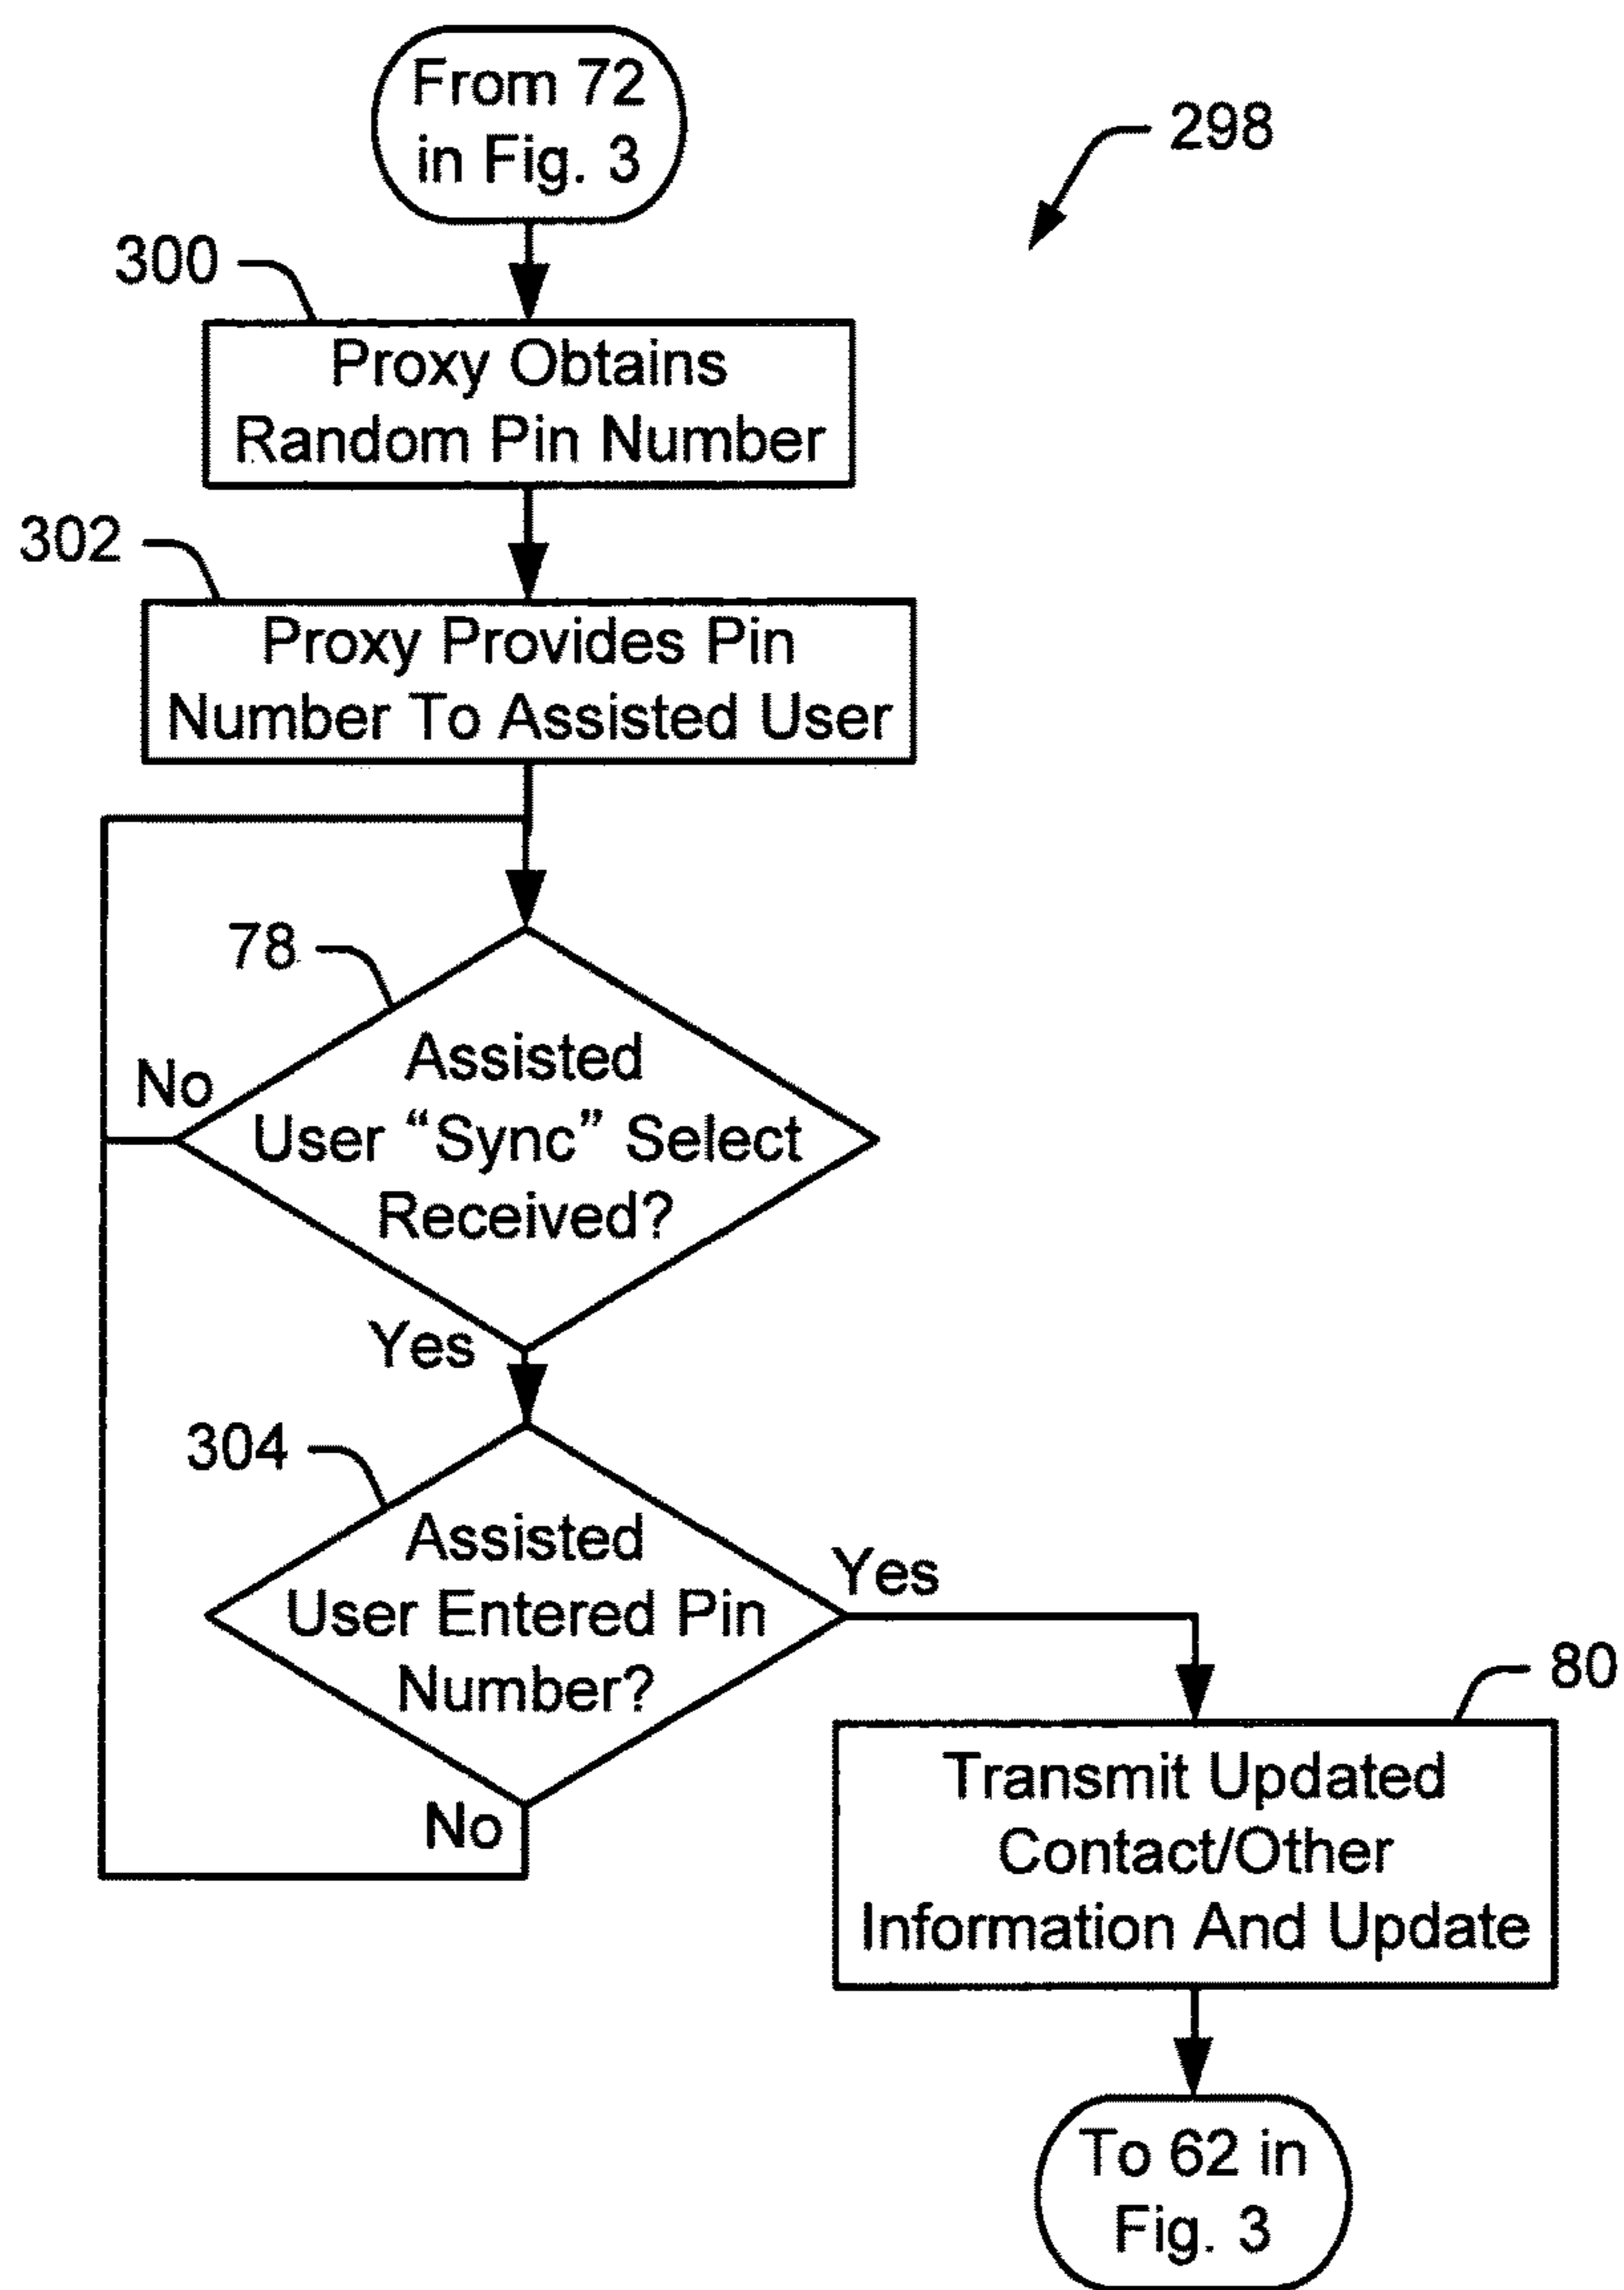 From 72
in Fig. 3
298
300
Proxy Obtains
Random Pin Number
302
Proxy Provides Pin
Number To Assisted User
78
No
Assisted
User “Sync” Select
Received?
Yes
304
Assisted
User Entered Pin
Number?
Yes
No
80
Transmit Updated
Contact/Other
Information And Update
To 62 in
Fig. 3